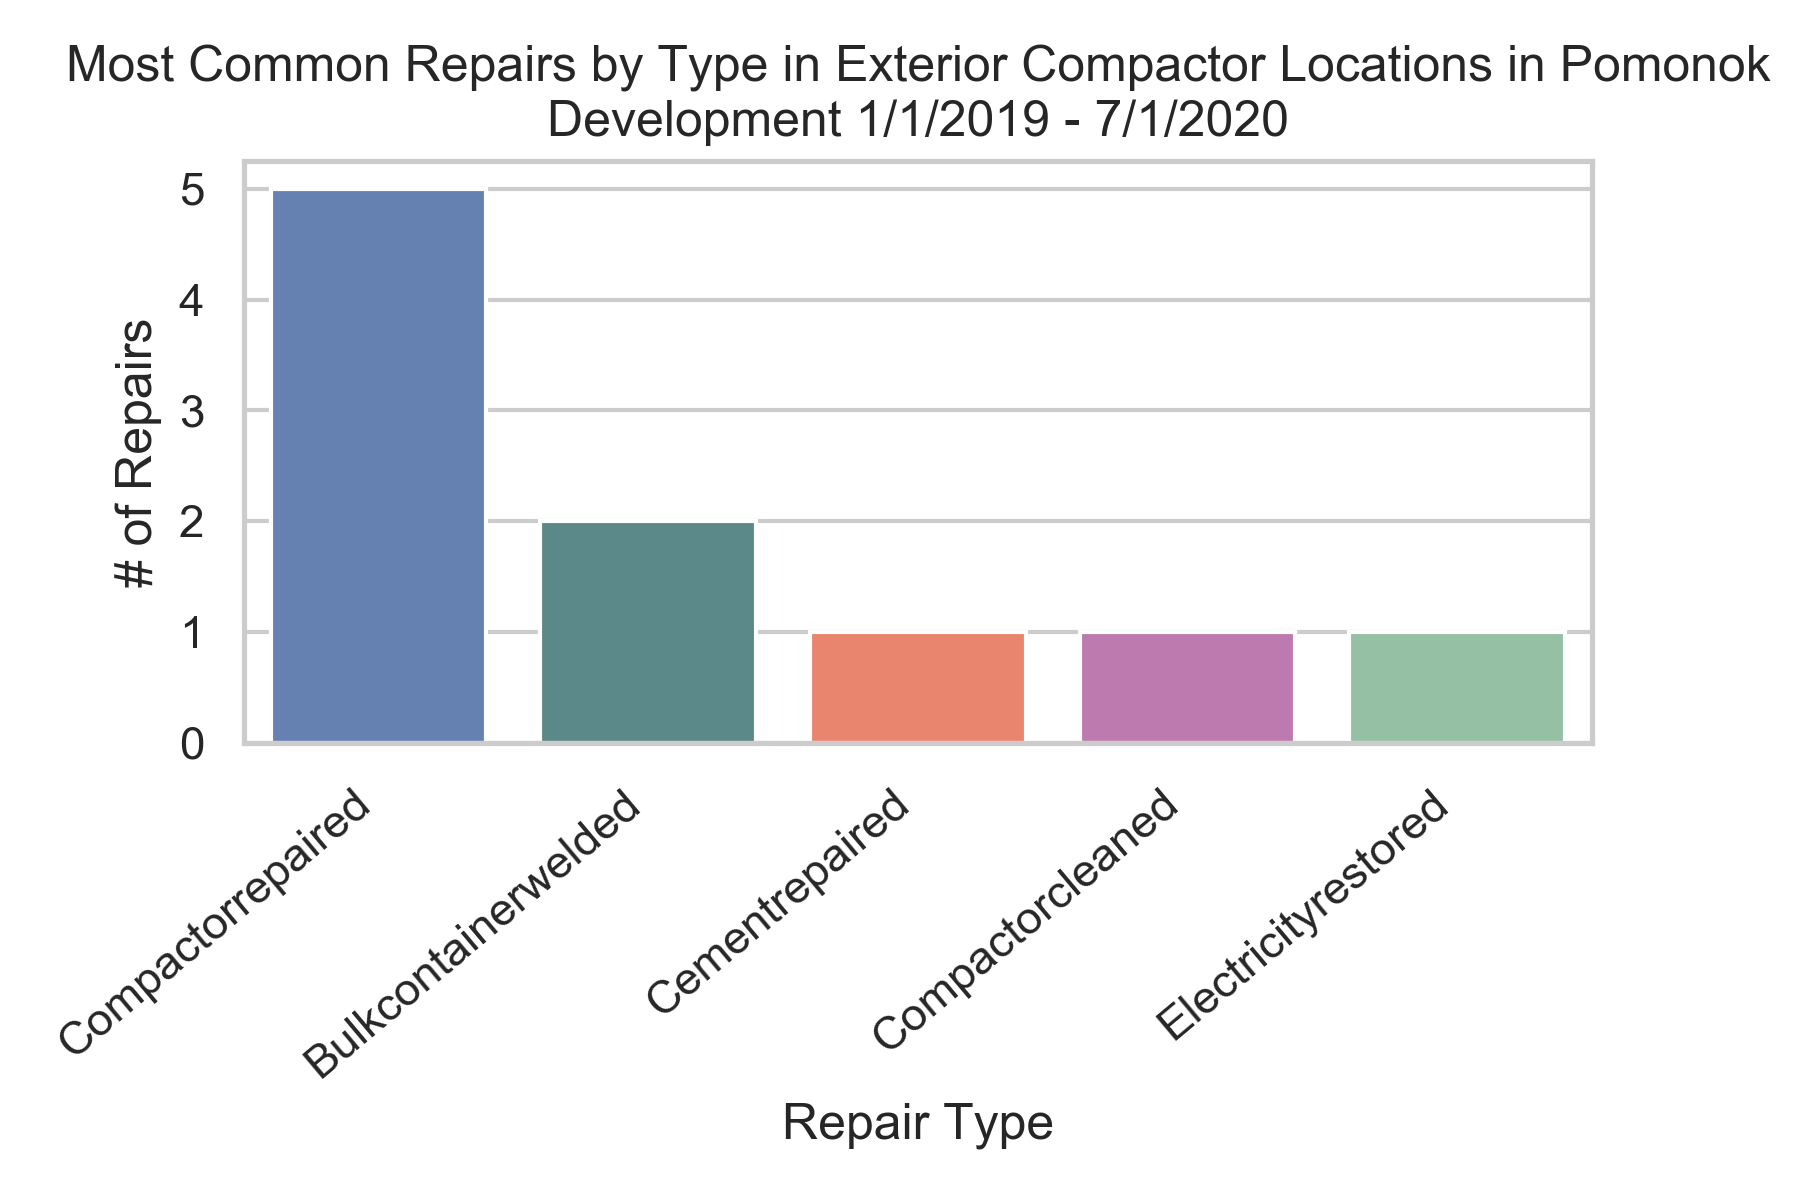 Most Common Repairs by Type in Exterior Compactor Locations in Pomonok
Development 1/1/2019 - 7/1/2020
# of Repairs
5
4
3
2
1
0
Compactorrepaired
Bulkcontainerwelded
Cementrepaired
Compactorcleaned
Electricityrestored
Repair Type